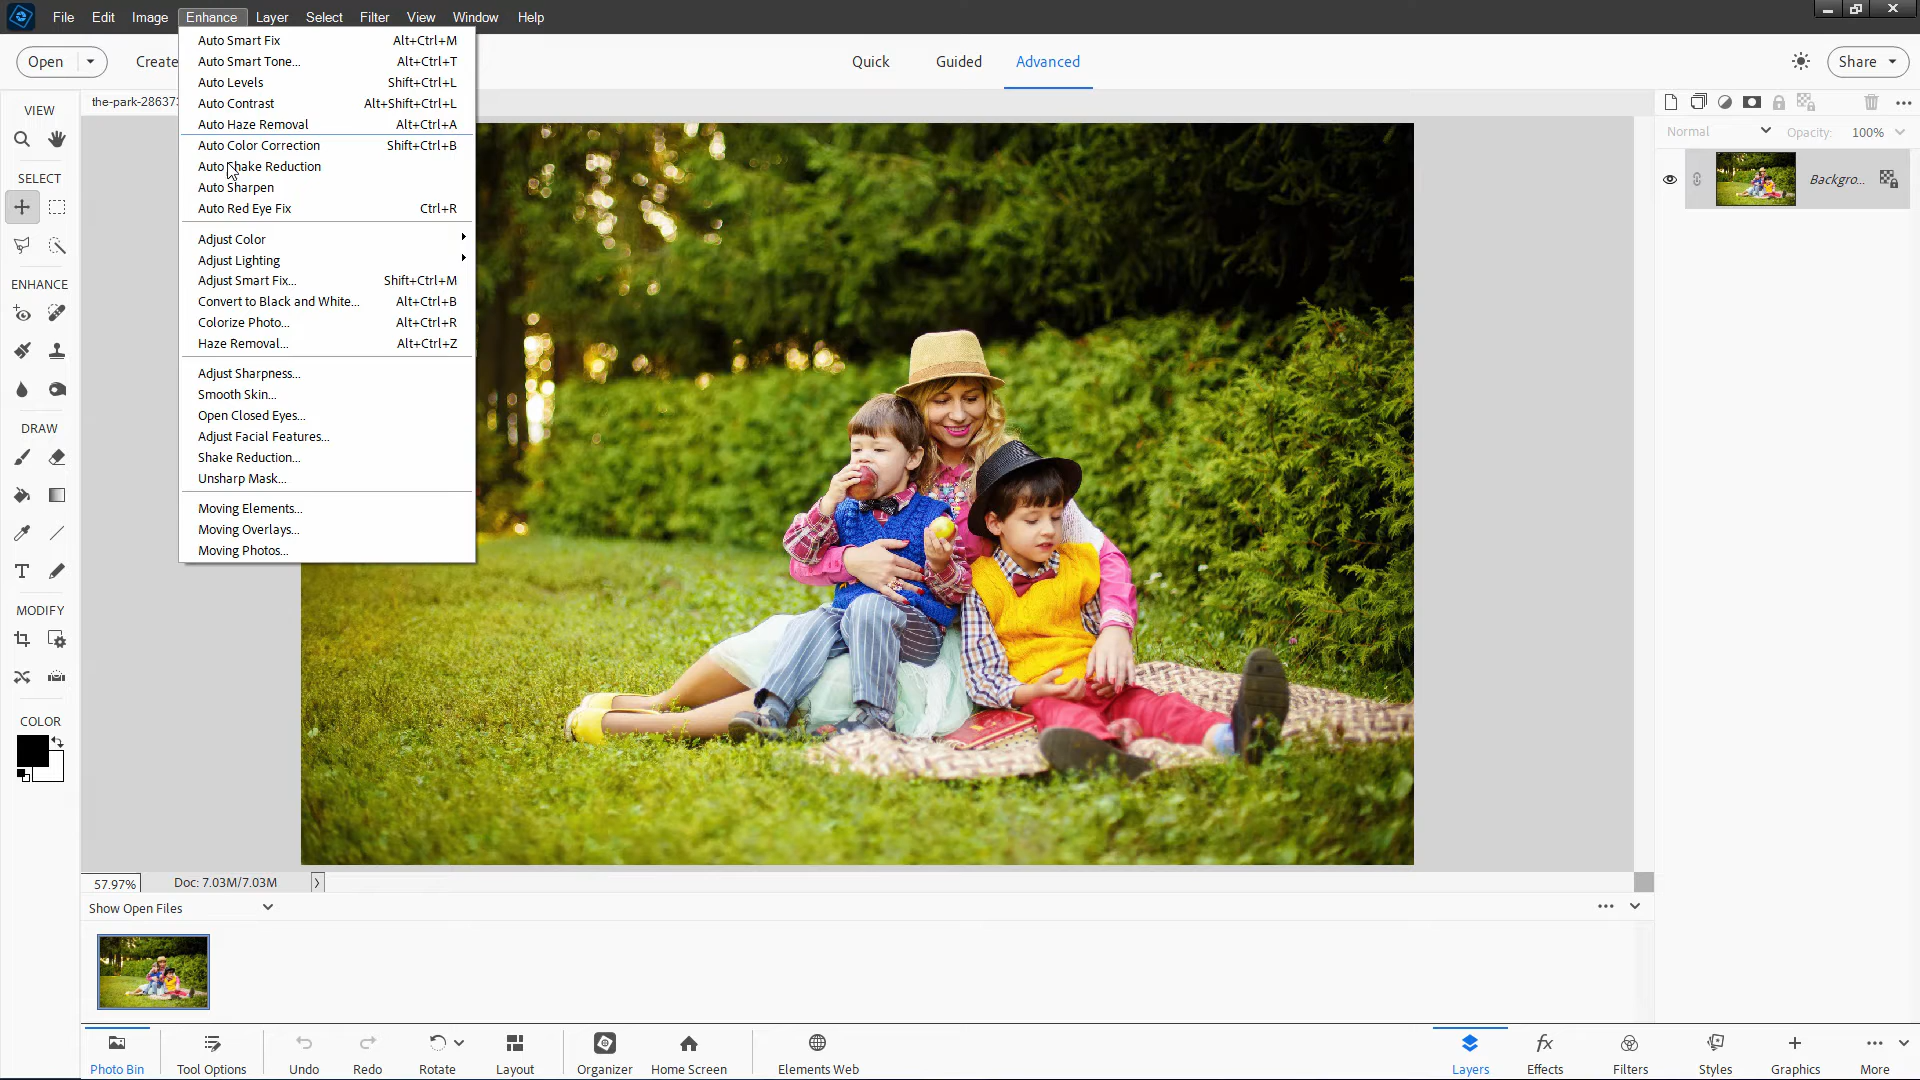 File Edit Image Enhance Layer Select Filter View Window Help
Open Create Quick Guided Advanced Share
the-park-28637
Auto Smart Fix Alt+Ctrl+M
Auto Smart Tone... Alt+Ctrl+T
Auto Levels Shift+Ctrl+L
Auto Contrast Alt+Shift+Ctrl+L
Auto Haze Removal Alt+Ctrl+A
Auto Color Correction Shift+Ctrl+B
Auto Shake Reduction
Auto Sharpen
Auto Red Eye Fix Ctrl+R
Adjust Color
Adjust Lighting
Adjust Smart Fix... Shift+Ctrl+M
Convert to Black and White... Alt+Ctrl+B
Colorize Photo... Alt+Ctrl+R
Haze Removal... Alt+Ctrl+Z
Adjust Sharpness...
Smooth Skin...
Open Closed Eyes...
Adjust Facial Features...
Shake Reduction...
Unsharp Mask...
Moving Elements...
Moving Overlays...
Moving Photos...
VIEW
SELECT
ENHANCE
DRAW
MODIFY
COLOR
Normal Opacity: 100%
Backgro...
57.97% Doc: 7.03M/7.03M
Show Open Files
Photo Bin Tool Options Undo Redo Rotate Layout Organizer Home Screen Elements Web Layers Effects Filters Styles Graphics More